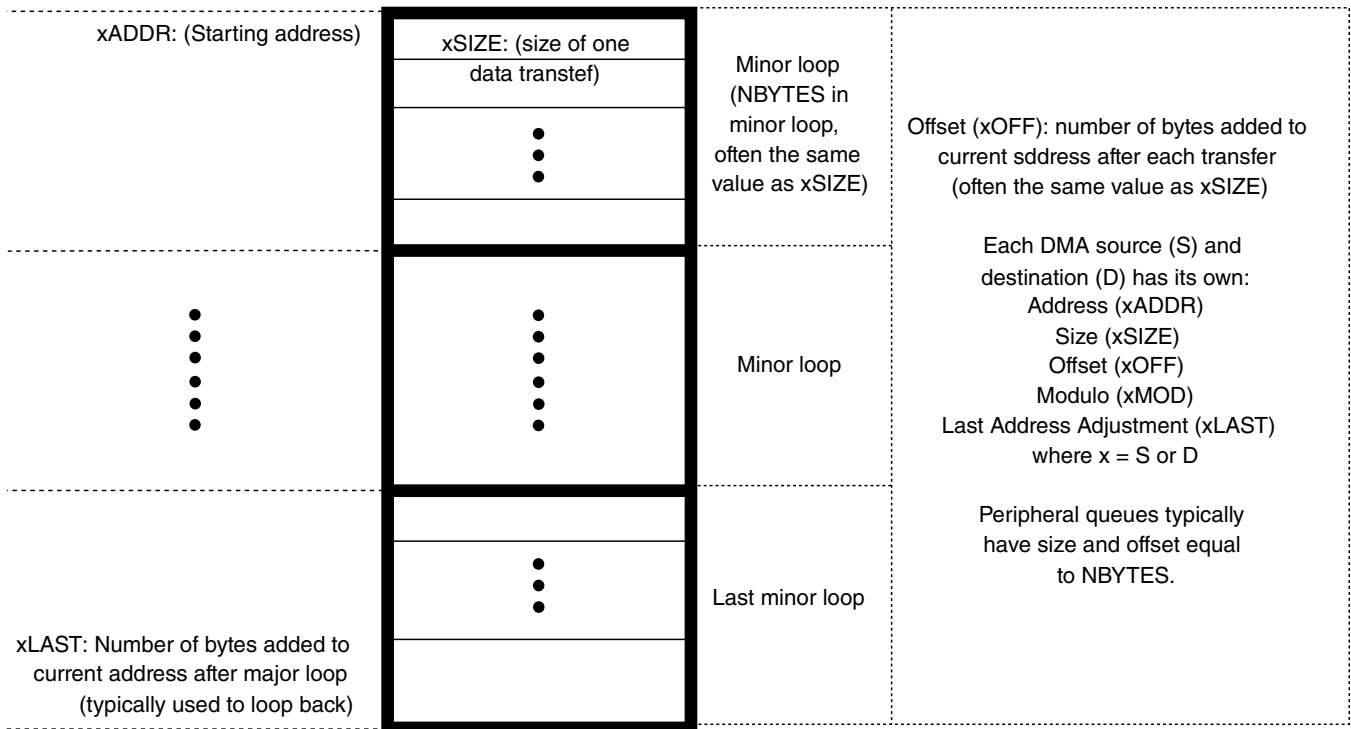 xADDR: (Starting address)
xSIZE: (size of one
data transtef)
Minor loop
(NBYTES in
minor loop,
often the same
value as xSIZE)
Offset (xOFF): number of bytes added to
current sddress after each transfer
(often the same value as xSIZE)
Each DMA source (S) and
destination (D) has its own:
Address (xADDR)
Size (xSIZE)
Offset (xOFF)
Modulo (xMOD)
Last Address Adjustment (xLAST)
where x = S or D
Peripheral queues typically
have size and offset equal
to NBYTES.
Minor loop
Last minor loop
xLAST: Number of bytes added to
current address after major loop
(typically used to loop back)